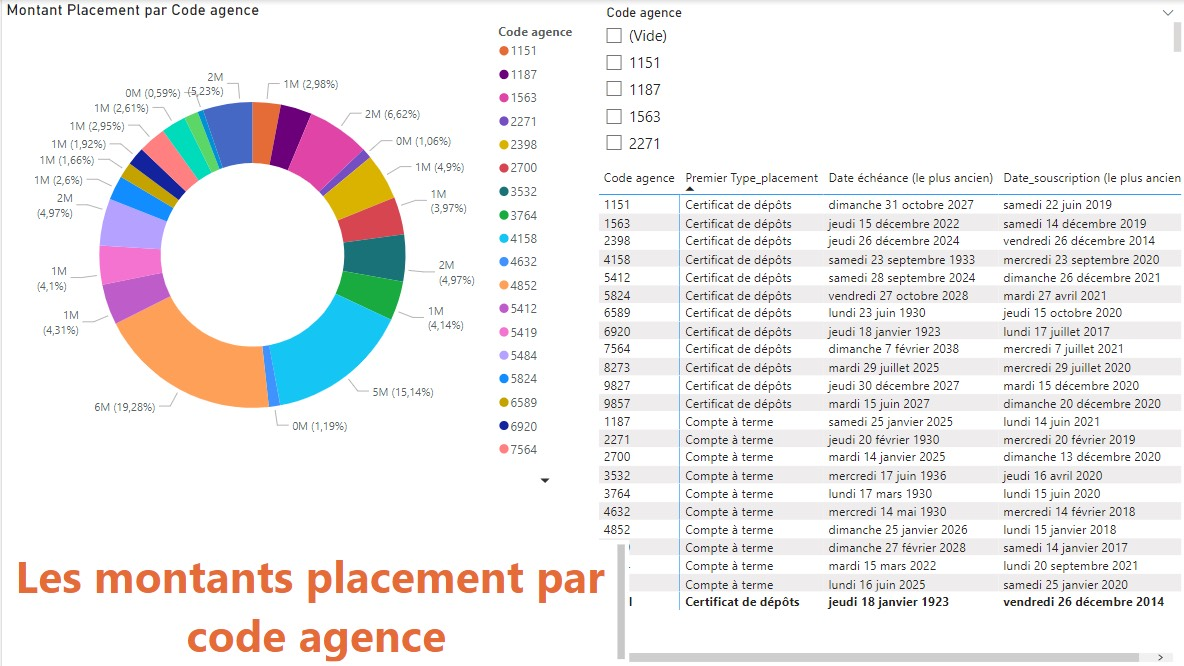 Montant Placement par Code agence
2M
(5,23%)
0M (0,59%)
1M (2,61%)
1M (2,95%)
1M (1,92%)
1M (1,66%)
1M (2,6%)
2M
(4,97%)
1M
(4,1%)
1M
(4,31%)
6M (19,28%)
1M (2,98%)
2M (6,62%)
0M (1,06%)
1M (4,9%)
1M
(3,97%)
2M
(4,97%)
1M
(4,14%)
5M (15,14%)
0M (1,19%)
Code agence
1151
1187
1563
2271
2398
2700
3532
3764
4158
4632
4852
5412
5419
5484
5824
6589
6920
7564
Les montants placement par
code agence
Code agence
(Vide)
1151
1187
1563
2271
Code agence Premier Type_placement Date échéance (le plus ancien) Date_souscription (le plus ancien
1151 Certificat de dépôts dimanche 31 octobre 2027 samedi 22 juin 2019
1563 Certificat de dépôts jeudi 15 décembre 2022 samedi 14 décembre 2019
2398 Certificat de dépôts jeudi 26 décembre 2024 vendredi 26 décembre 2014
4158 Certificat de dépôts samedi 23 septembre 1933 mercredi 23 septembre 2020
5412 Certificat de dépôts samedi 28 septembre 2024 dimanche 26 décembre 2021
5824 Certificat de dépôts vendredi 27 octobre 2028 mardi 27 avril 2021
6589 Certificat de dépôts lundi 23 juin 1930 jeudi 15 octobre 2020
6920 Certificat de dépôts jeudi 18 janvier 1923 lundi 17 juillet 2017
7564 Certificat de dépôts dimanche 7 février 2038 mercredi 7 juillet 2021
8273 Certificat de dépôts mardi 29 juillet 2025 mercredi 29 juillet 2020
9827 Certificat de dépôts jeudi 30 décembre 2027 mardi 15 décembre 2020
9857 Certificat de dépôts mardi 15 juin 2027 dimanche 20 décembre 2020
1187 Compte à terme samedi 25 janvier 2025 lundi 14 juin 2021
2271 Compte à terme jeudi 20 février 1930 mercredi 20 février 2019
2700 Compte à terme mardi 14 janvier 2025 dimanche 13 décembre 2020
3532 Compte à terme mercredi 17 juin 1936 jeudi 16 avril 2020
3764 Compte à terme lundi 17 mars 1930 lundi 15 juin 2020
4632 Compte à terme mercredi 14 mai 1930 mercredi 14 février 2018
4852 Compte à terme dimanche 25 janvier 2026 lundi 15 janvier 2018
Compte à terme dimanche 27 février 2028 samedi 14 janvier 2017
Compte à terme mardi 15 mars 2022 lundi 20 septembre 2021
Compte à terme lundi 16 juin 2025 samedi 25 janvier 2020
Certificat de dépôts jeudi 18 janvier 1923 vendredi 26 décembre 2014